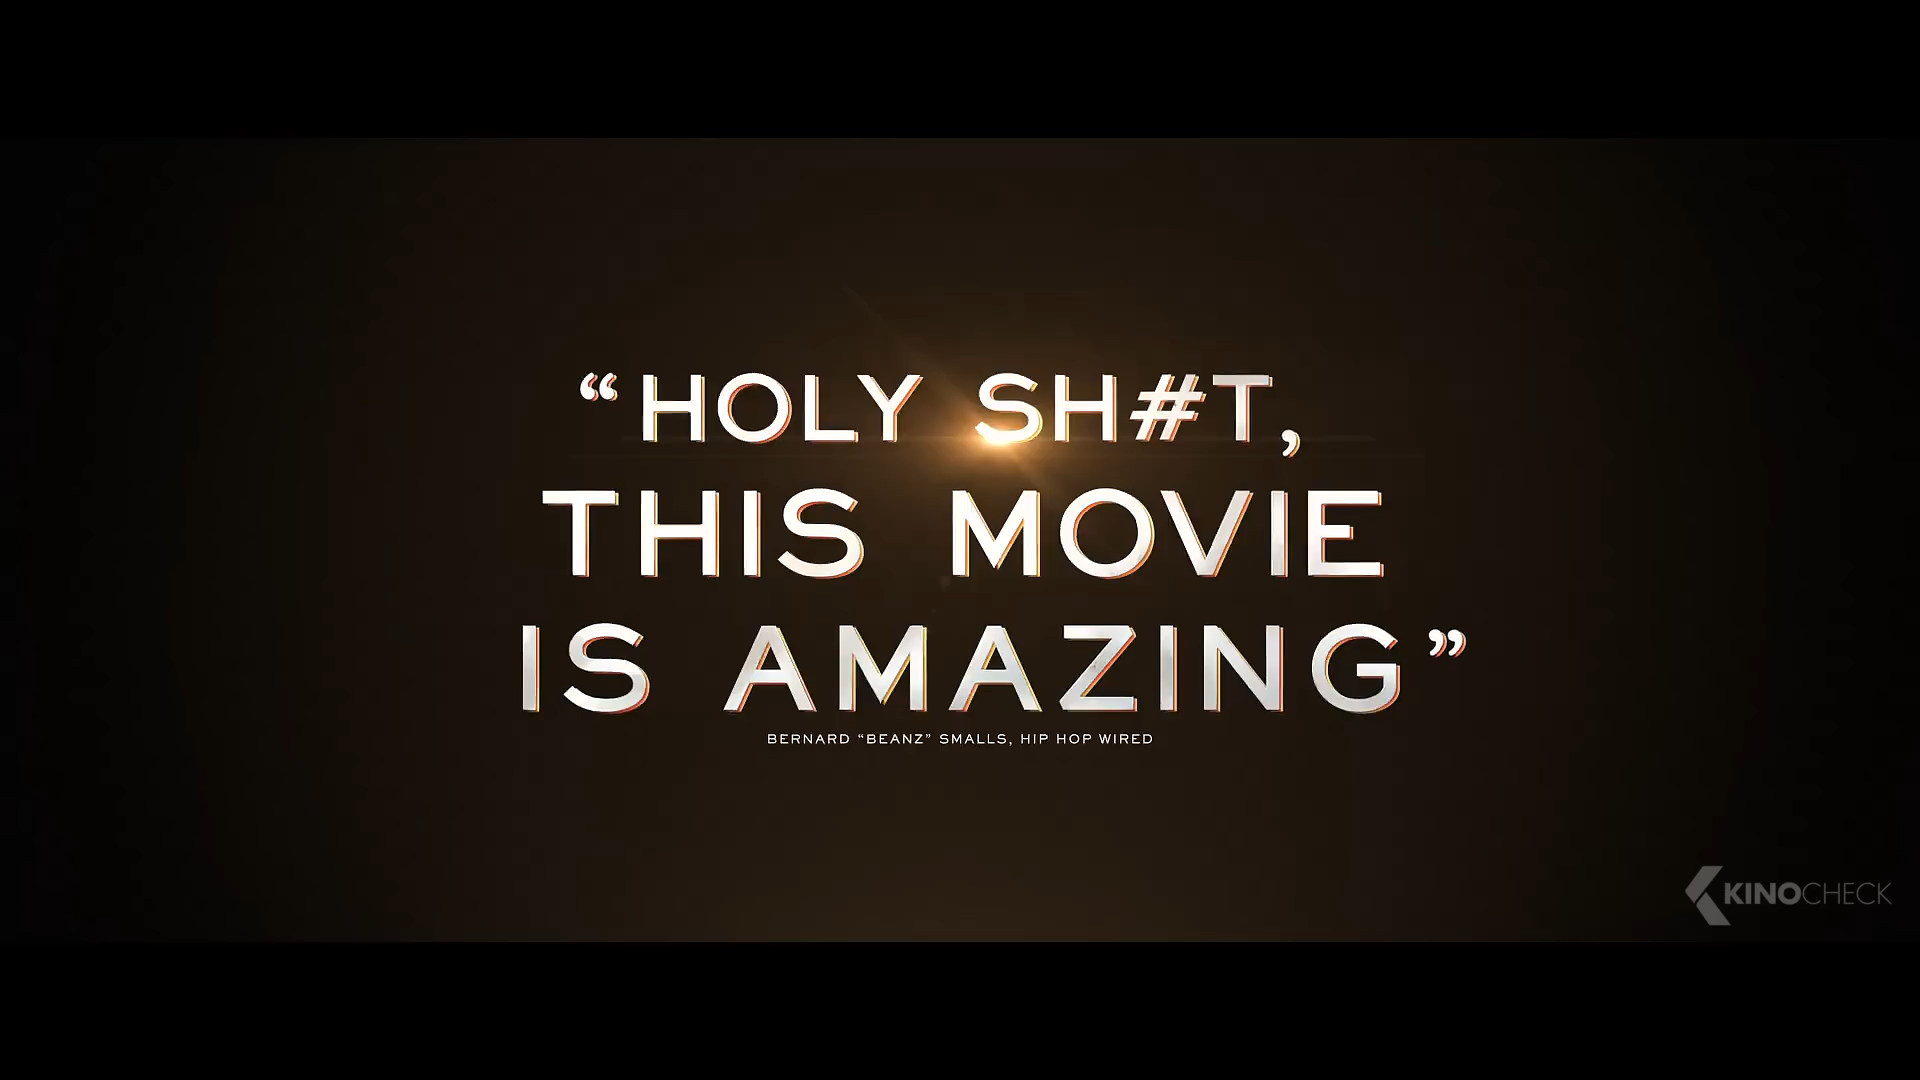 “HOLY SH#T,
THIS MOVIE
IS AMAZING”
BERNARD “BEANZ” SMALLS, HIP HOP WIRED
KINOCHECK